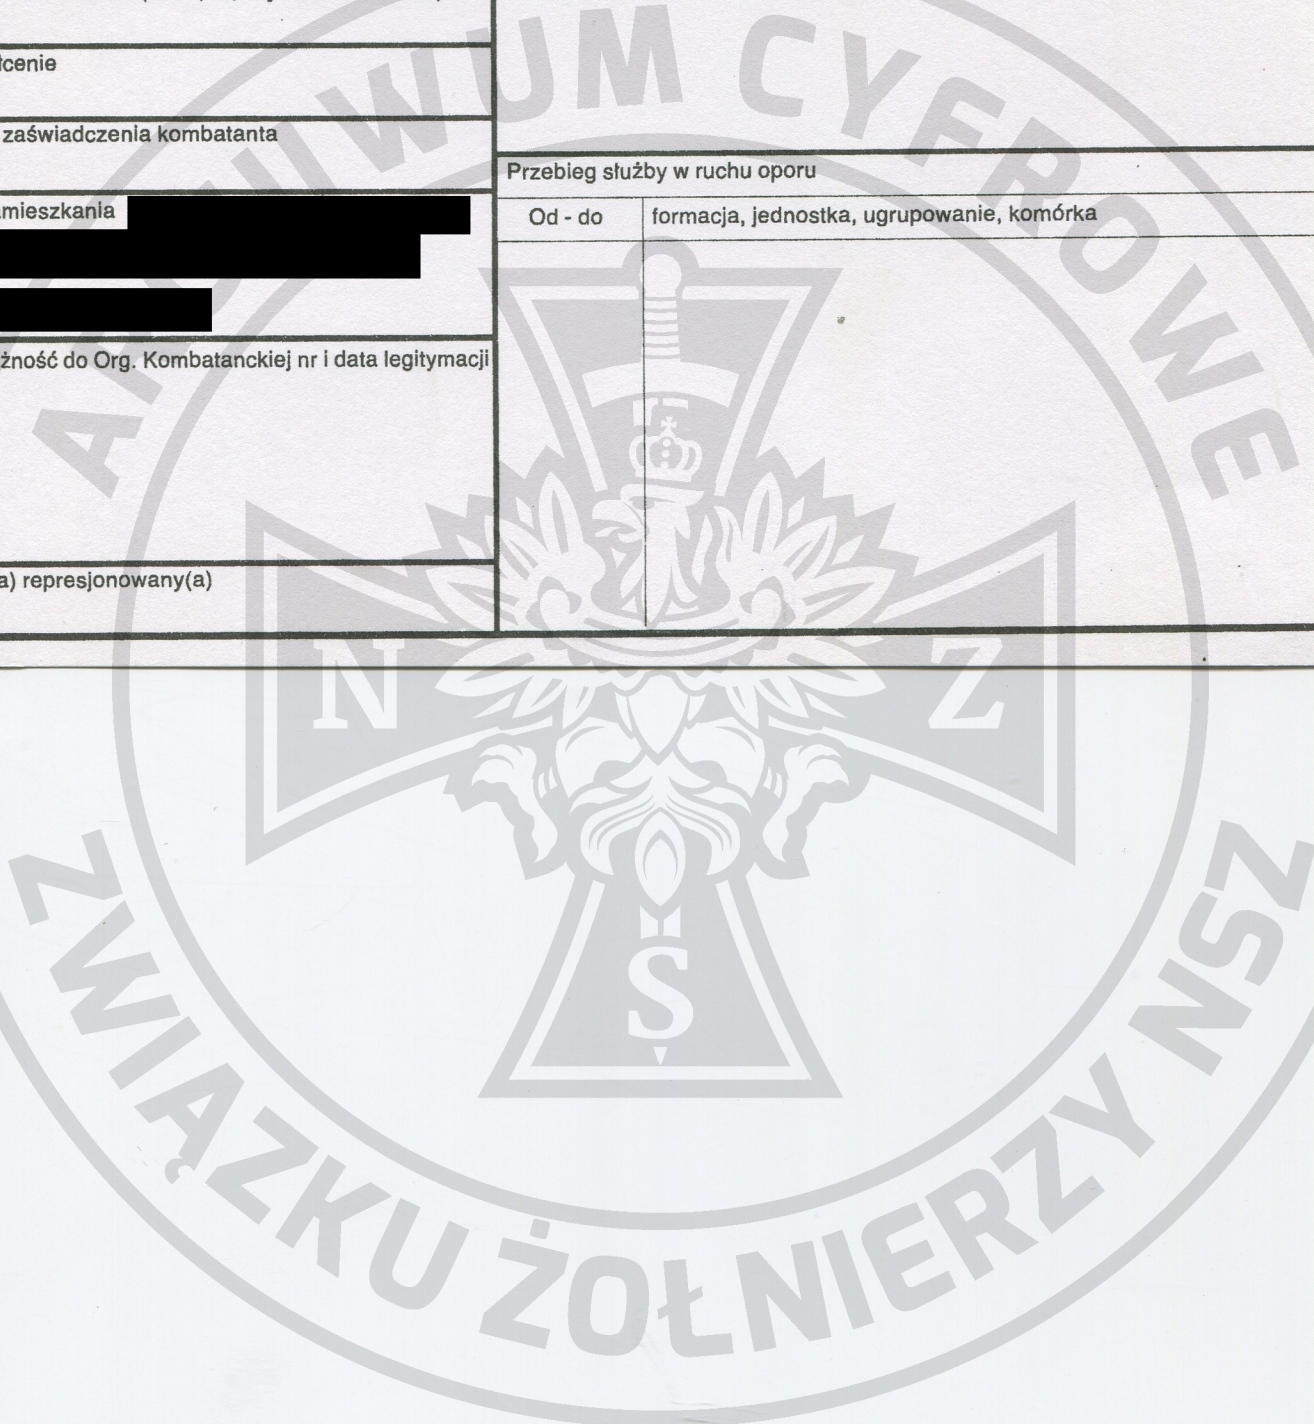 łcenie
zaświadczenia kombatanta
mieszkania
żność do Org. Kombatanckiej nr i data legitymacji
a) represjonowany(a)
Przebieg służby w ruchu oporu
Od - do formacja, jednostka, ugrupowanie, komórka
ARCHIWUM CYFROWE
N Z
S
ZWIĄZKU ŻOŁNIERZY NSZ